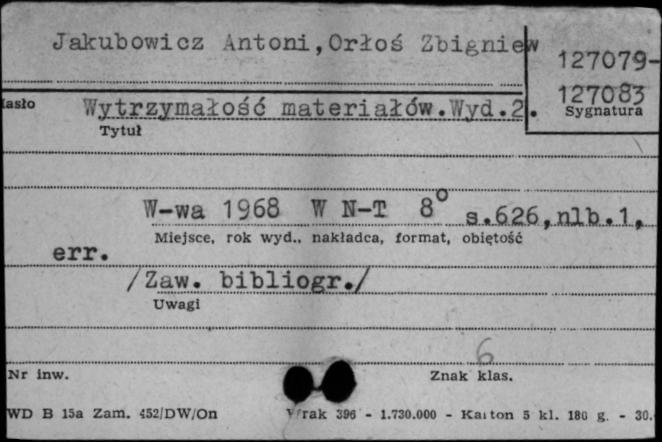 Jakubowicz Antoni,Orłoś Zbigniew
127079-
127083
Sygnatura
asło
Wytrzymałość materiałów.Wyd.2.
Tytuł
W-wa 1968 W N-T 8° s.626,nlb.1,
Miejsce, rok wyd., nakładca, format, objętość
err.
/Zaw. bibliogr./
Uwagi
6
Nr inw.
Znak klas.
WD B 15a Zam. 452/DW/On
396 - 1.730.000 - Karton 5 kl. 180 g. - 30.